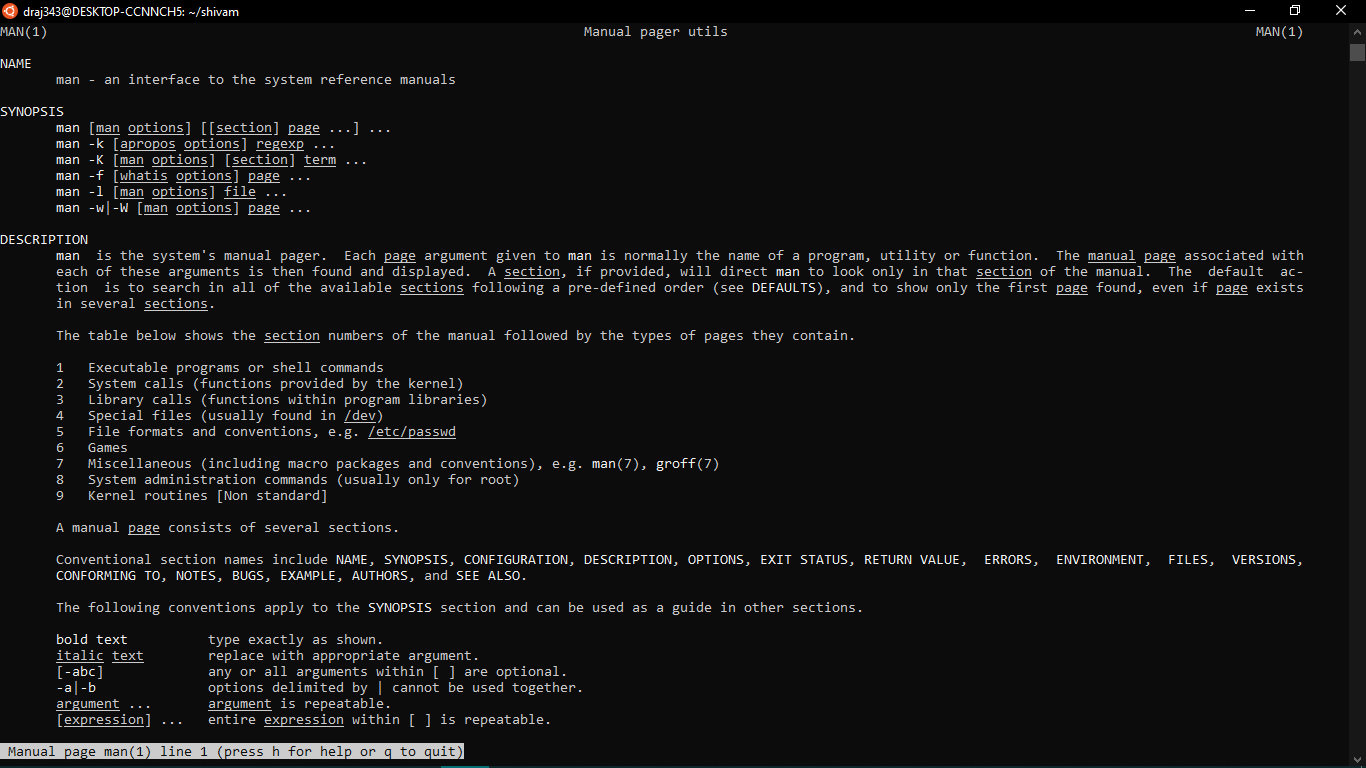 draj343@DESKTOP-CCNNCH5: ~/shivam
MAN(1) Manual pager utils MAN(1)
NAME
man - an interface to the system reference manuals
SYNOPSIS
man [man options] [[section] page ...] ...
man -k [apropos options] regexp ...
man -K [man options] [section] term ...
man -f [whatis options] page ...
man -l [man options] file ...
man -w|-W [man options] page ...
DESCRIPTION
man  is the system's manual pager.  Each page argument given to man is normally the name of a program, utility or function.  The manual page associated with
each of these arguments is then found and displayed.  A section, if provided, will direct man to look only in that section of the manual.  The  default  ac-
tion  is to search in all of the available sections following a pre-defined order (see DEFAULTS), and to show only the first page found, even if page exists
in several sections.
The table below shows the section numbers of the manual followed by the types of pages they contain.
1   Executable programs or shell commands
2   System calls (functions provided by the kernel)
3   Library calls (functions within program libraries)
4   Special files (usually found in /dev)
5   File formats and conventions, e.g. /etc/passwd
6   Games
7   Miscellaneous (including macro packages and conventions), e.g. man(7), groff(7)
8   System administration commands (usually only for root)
9   Kernel routines [Non standard]
A manual page consists of several sections.
Conventional section names include NAME, SYNOPSIS, CONFIGURATION, DESCRIPTION, OPTIONS, EXIT STATUS, RETURN VALUE,  ERRORS,  ENVIRONMENT,  FILES,  VERSIONS,
CONFORMING TO, NOTES, BUGS, EXAMPLE, AUTHORS, and SEE ALSO.
The following conventions apply to the SYNOPSIS section and can be used as a guide in other sections.
bold text          type exactly as shown.
italic text        replace with appropriate argument.
[-abc]             any or all arguments within [ ] are optional.
-a|-b              options delimited by | cannot be used together.
argument ...       argument is repeatable.
[expression] ...   entire expression within [ ] is repeatable.
Manual page man(1) line 1 (press h for help or q to quit)